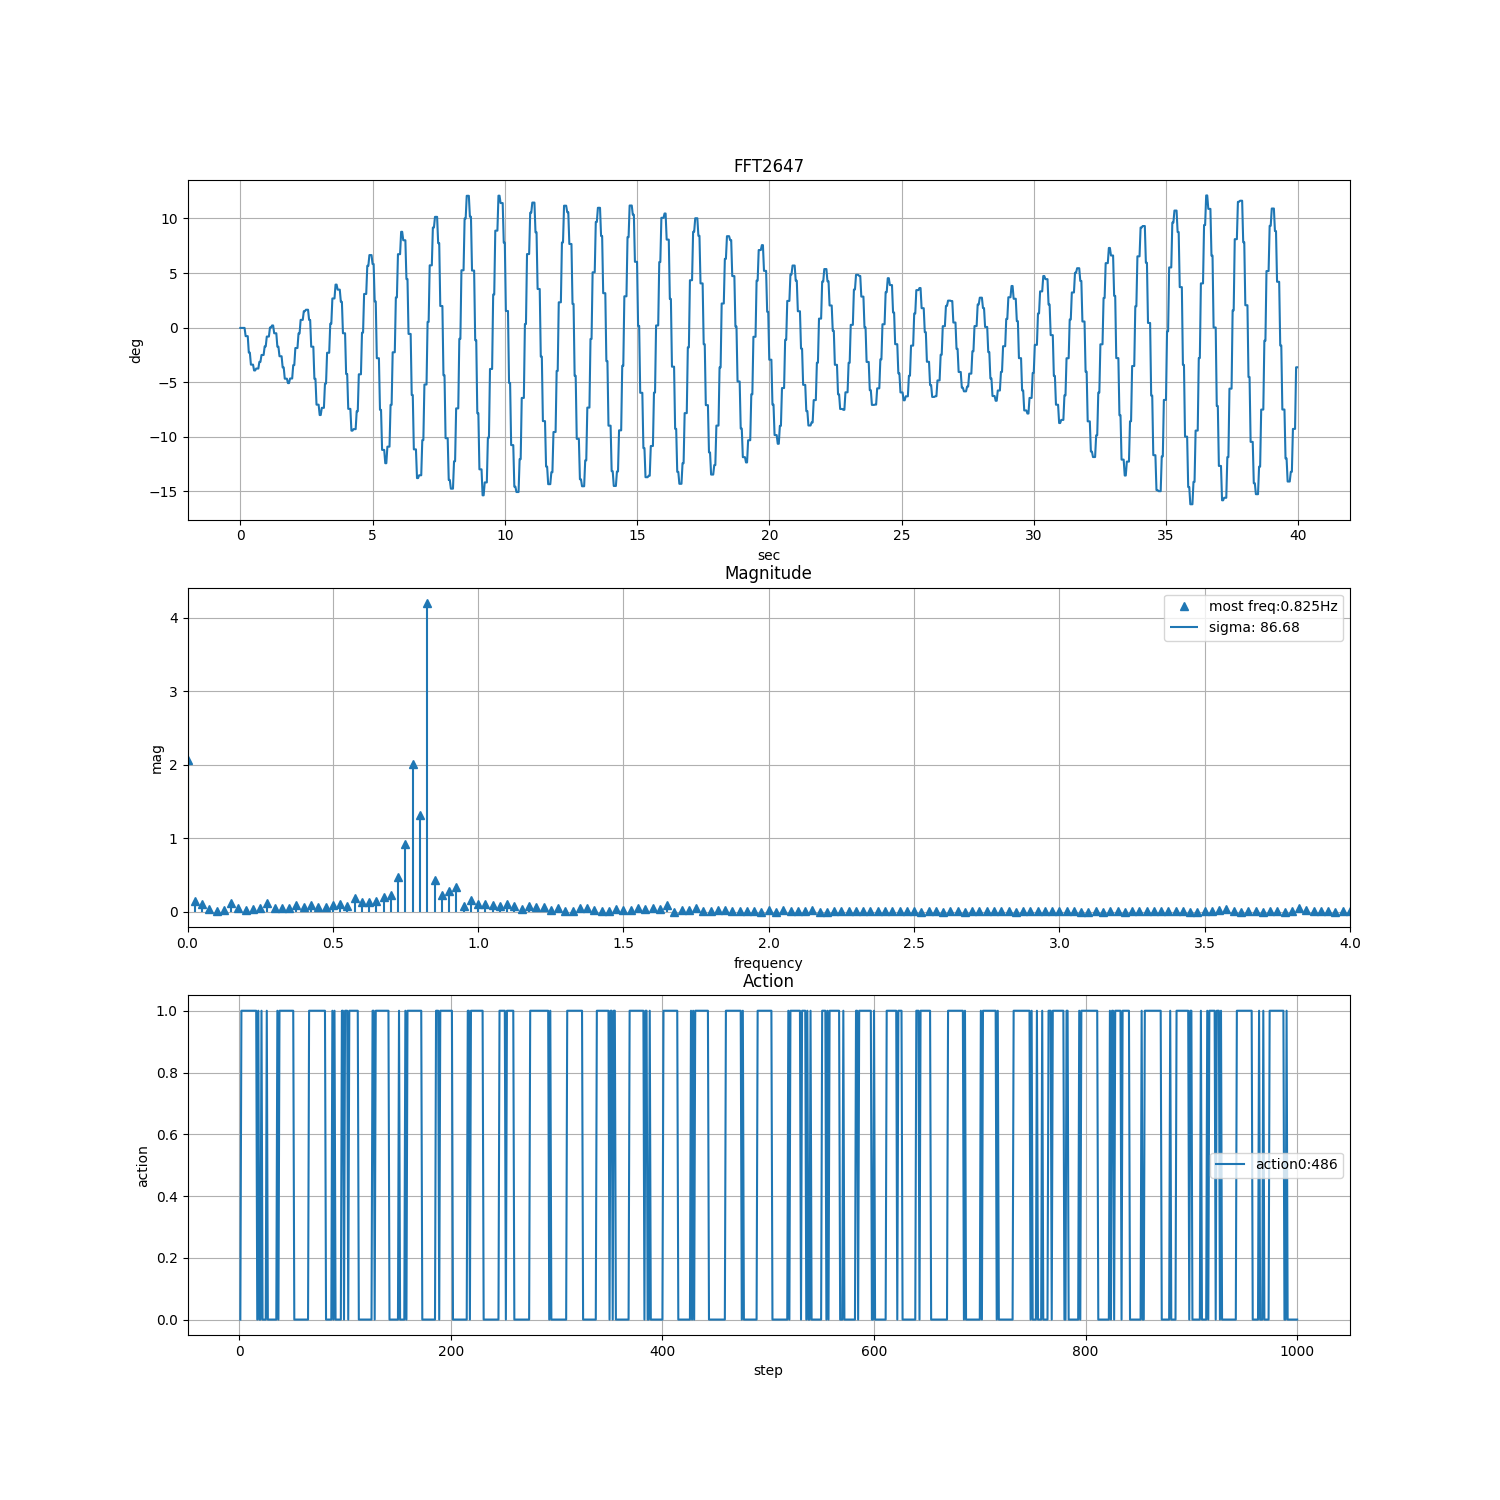 FFT2647
10
5
0
−5
−10
−15
deg
0 5 10 15 20 25 30 35 40
sec
Magnitude
most freq:0.825Hz
sigma: 86.68
4
3
2
1
0
mag
0.0 0.5 1.0 1.5 2.0 2.5 3.0 3.5 4.0
frequency
Action
1.0
0.8
0.6
0.4
0.2
0.0
action
action0:486
0 200 400 600 800 1000
step